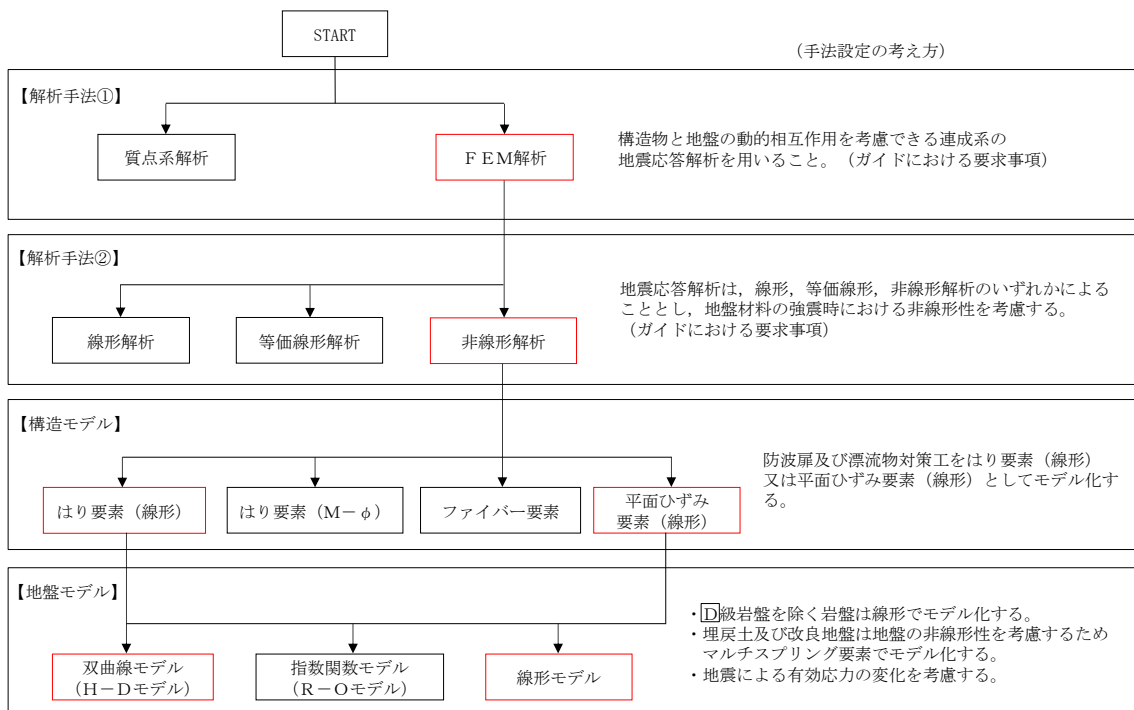 START
(手法設定の考え方)
【解析手法①】
質点系解析
ＦＥＭ解析
構造物と地盤の動的相互作用を考慮できる連成系の
地震応答解析を用いること。（ガイドにおける要求事項）
【解析手法②】
線形解析
等価線形解析
非線形解析
地震応答解析は，線形，等価線形，非線形解析のいずれかによる
こととし，地盤材料の強震時における非線形性を考慮する。
（ガイドにおける要求事項）
【構造モデル】
はり要素（線形）
はり要素（Ｍ－φ）
ファイバー要素
平面ひずみ
要素（線形）
防波扉及び漂流物対策工をはり要素（線形）
又は平面ひずみ要素（線形）としてモデル化す
る。
【地盤モデル】
双曲線モデル
（Ｈ－Ｄモデル）
指数関数モデル
（Ｒ－Ｏモデル）
線形モデル
・D級岩盤を除く岩盤は線形でモデル化する。
・埋戻土及び改良地盤は地盤の非線形性を考慮するため
マルチスプリング要素でモデル化する。
・地震による有効応力の変化を考慮する。